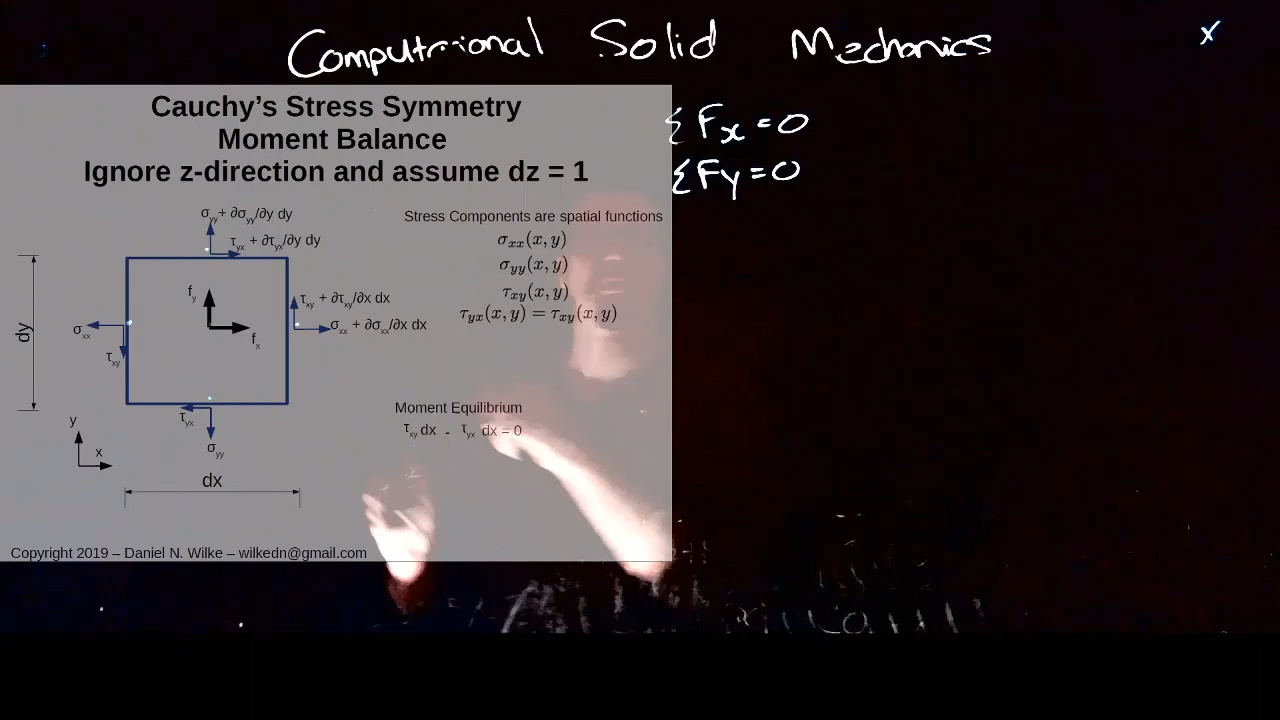 Computational Solid Mechanics
x
Cauchy's Stress Symmetry
Moment Balance
Ignore z-direction and assume dz = 1
ΣFx = 0
ΣFy = 0
Stress Components are spatial functions
σxx(x, y)
σyy(x, y)
τxy(x, y)
τyx(x, y) = τxy(x, y)
σyy + ∂σyy/∂y dy
τyx + ∂τyx/∂y dy
fy
τxy + ∂τxy/∂x dx
σxx
σxx + ∂σxx/∂x dx
fx
dy
τxy
τyx
σyy
y
x
dx
Moment Equilibrium
τxy dx - τyx dx = 0
Copyright 2019 – Daniel N. Wilke – wilkedn@gmail.com